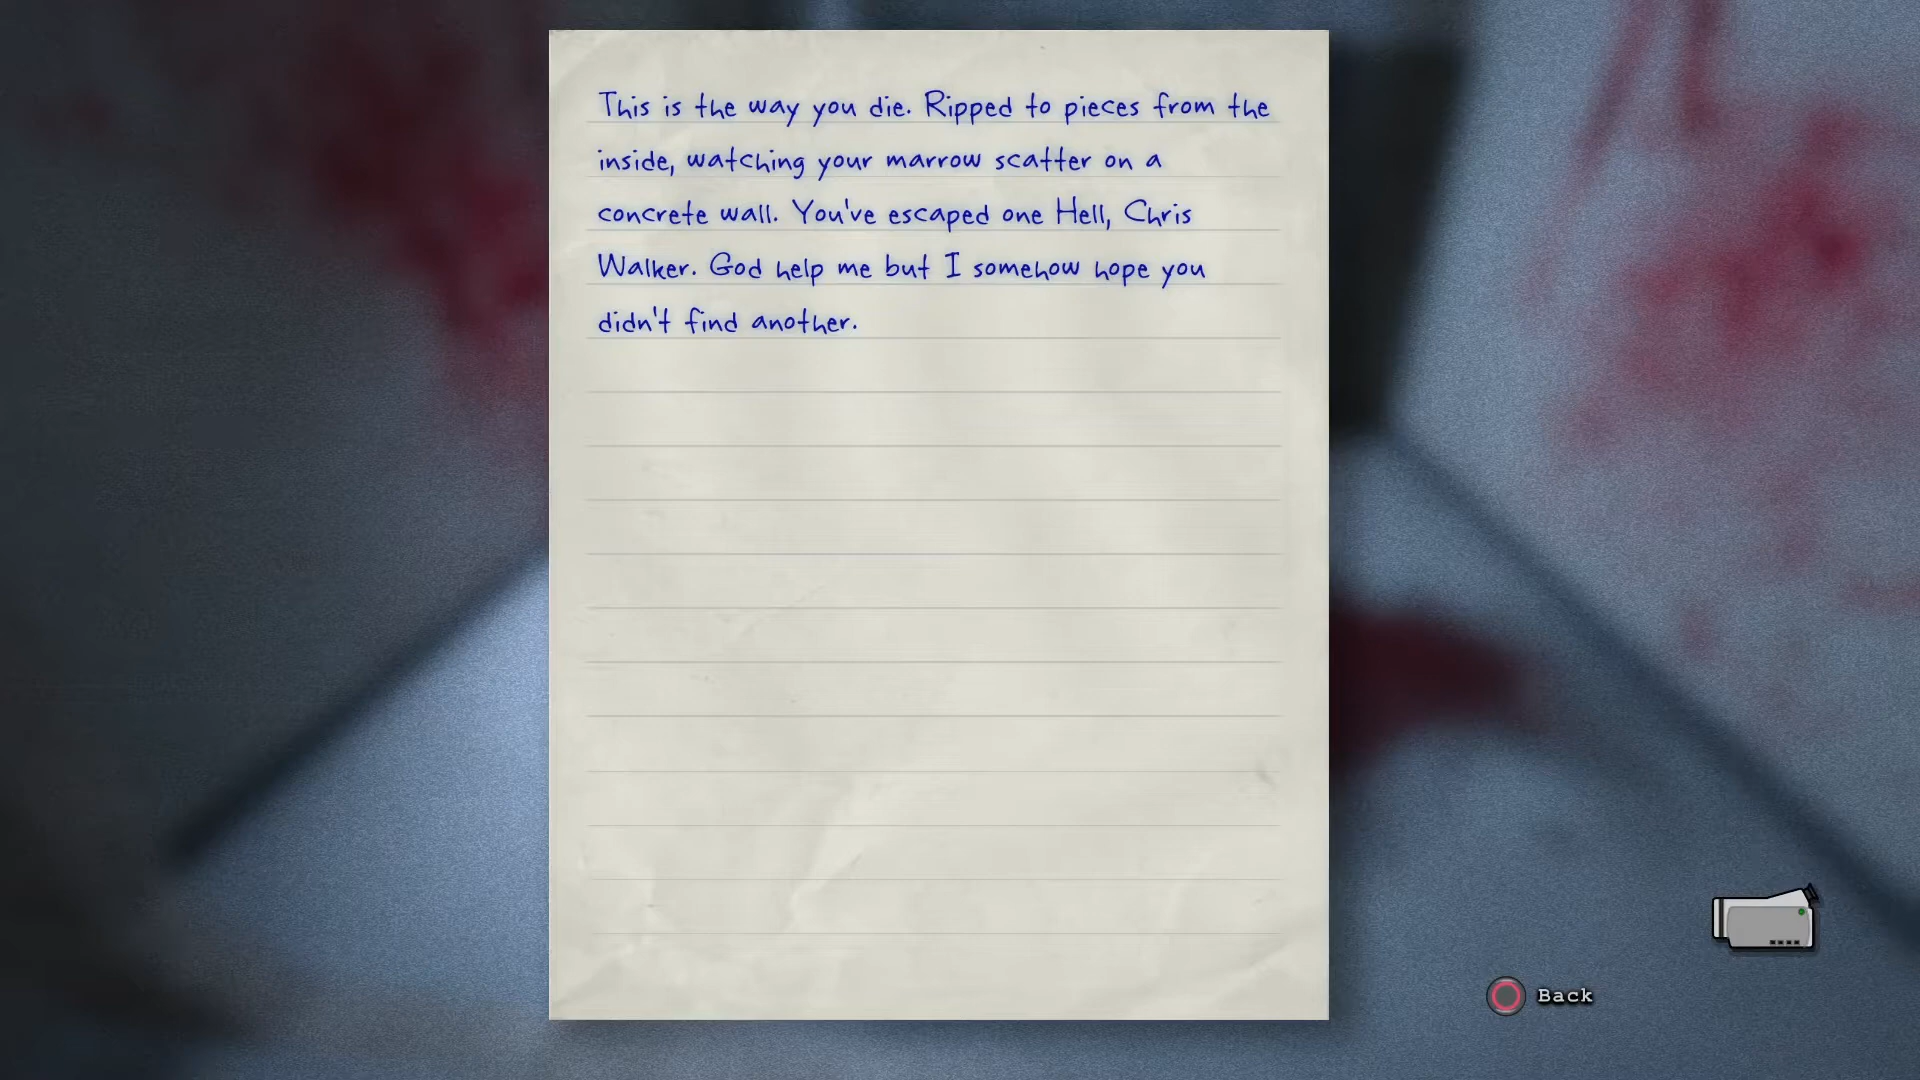 This is the way you die. Ripped to pieces from the
inside, watching your marrow scatter on a
concrete wall. You've escaped one Hell, Chris
Walker. God help me but I somehow hope you
didn't find another.
Back